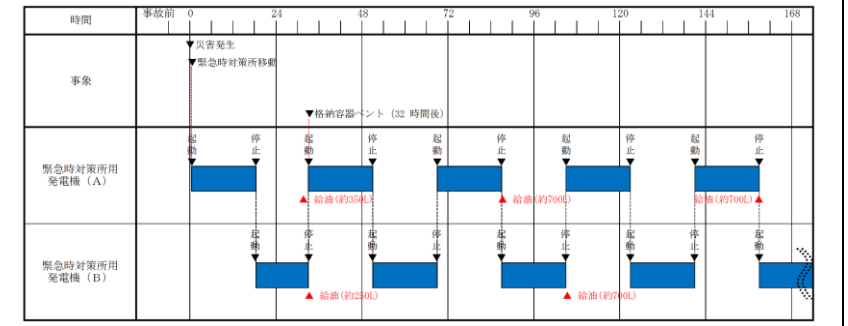 時間
事故前 0 24 48 72 96 120 144 168
事象
▼災害発生
▼緊急時対策所移動
▼格納容器ベント（32 時間後）
緊急時対策所用
発電機（A）
起動 停止 起動 停止 起動 停止 起動 停止 起動 停止
▲ 給油(約350L) ▲ 給油(約700L) 給油(約700L)▲
緊急時対策所用
発電機（B）
起動 停止 起動 停止 起動 停止 起動 停止 起動
▲ 給油(約250L) ▲ 給油(約700L)